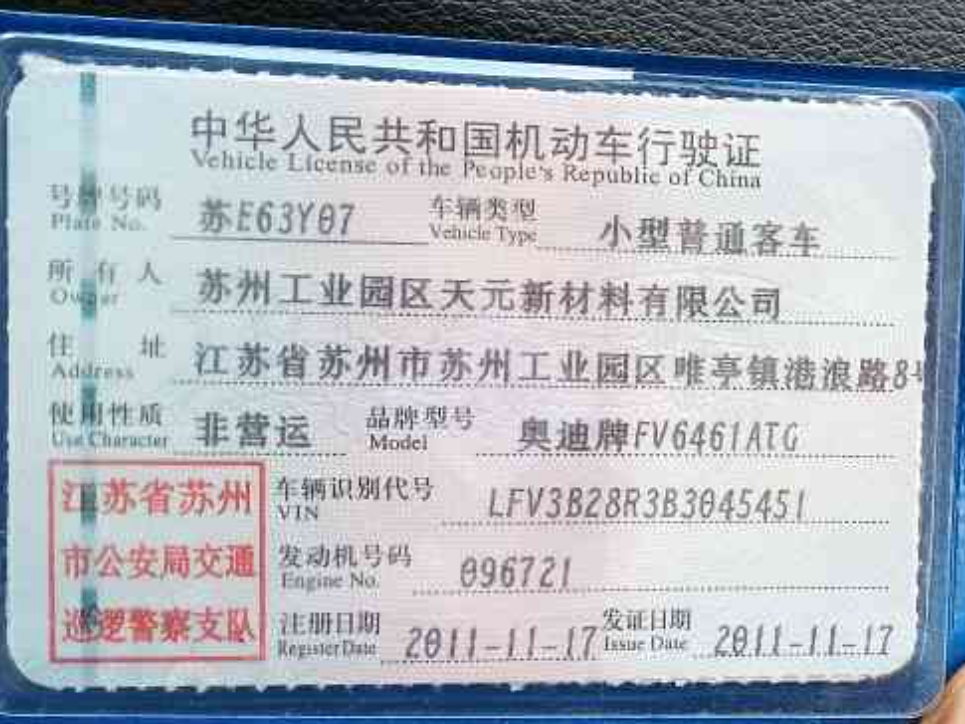 中华人民共和国机动车行驶证
Vehicle License of the People's Republic of China
号牌号码 苏E63Y07 车辆类型 小型普通客车
Plate No. Vehicle Type
所有人 苏州工业园区天元新材料有限公司
Owner
住址 江苏省苏州市苏州工业园区唯亭镇港浪路8号
Address
使用性质 非营运 品牌型号 奥迪牌FV6461ATG
Use Character Model
江苏省苏州 车辆识别代号 LFV3B28R3B3045451
VIN
市公安局交通 发动机号码 096721
Engine No.
巡逻警察支队 注册日期 2011-11-17 发证日期 2011-11-17
Register Date Issue Date